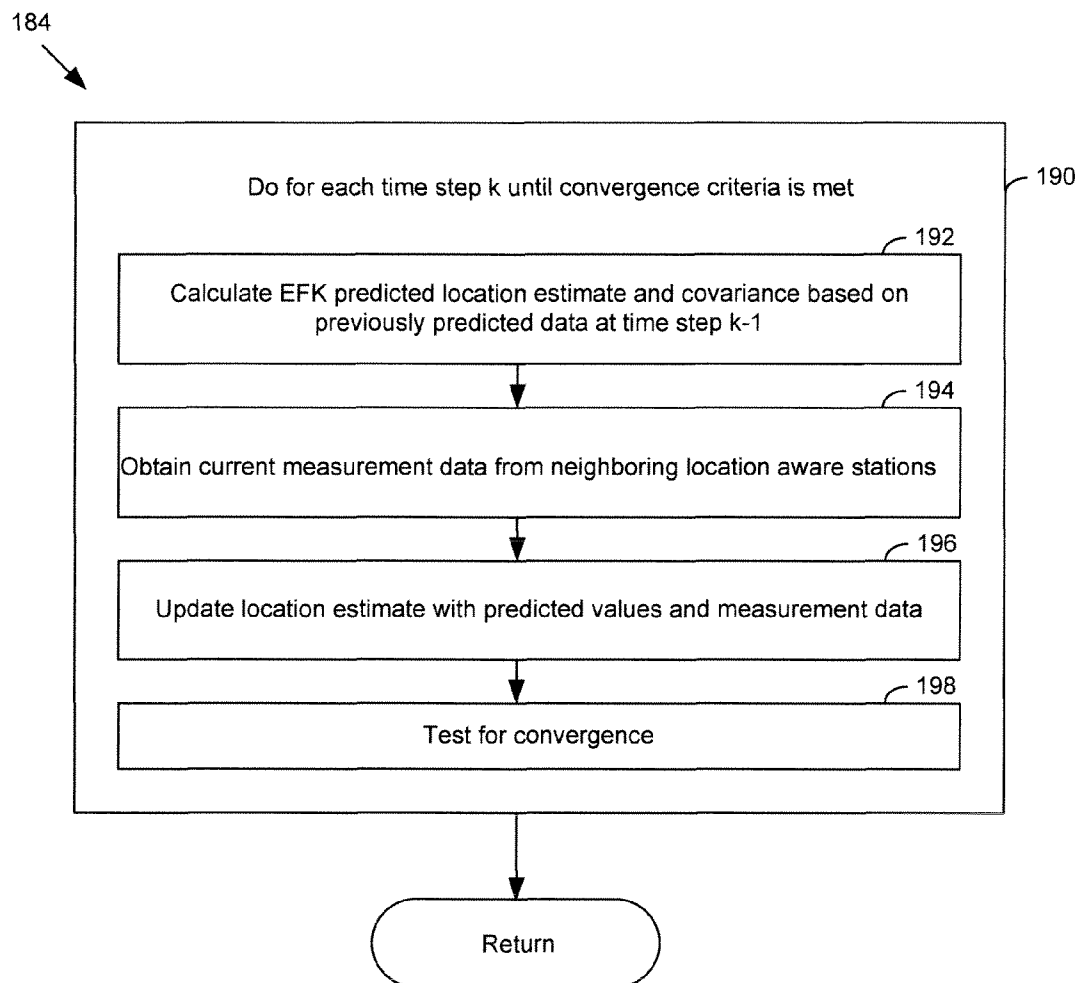 184
Do for each time step k until convergence criteria is met
190
192
Calculate EFK predicted location estimate and covariance based on
previously predicted data at time step k-1
194
Obtain current measurement data from neighboring location aware stations
196
Update location estimate with predicted values and measurement data
198
Test for convergence
Return